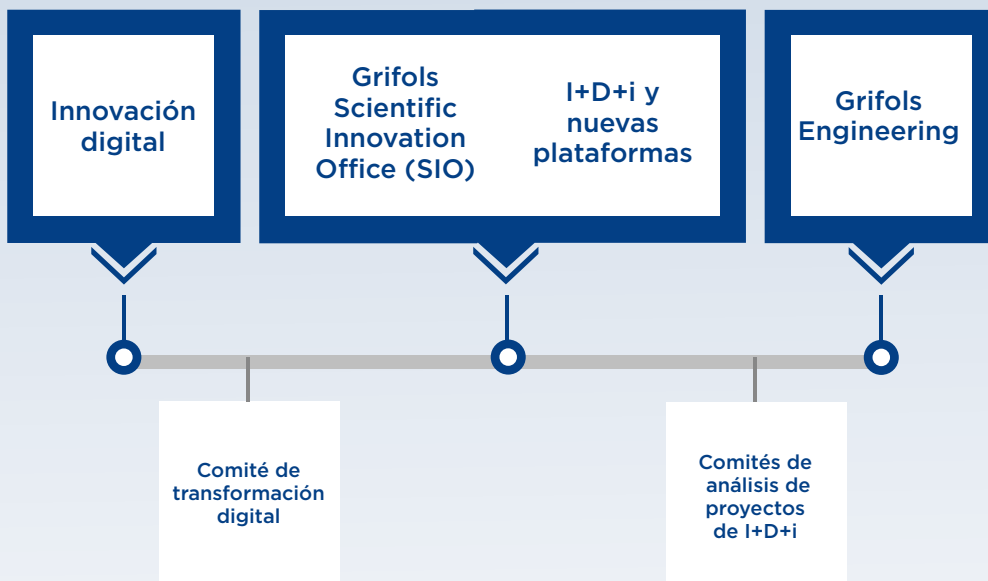 Innovación
digital
Grifols
Scientific
Innovation
Office (SIO)
I+D+i y
nuevas
plataformas
Grifols
Engineering
Comité de
transformación
digital
Comités de
análisis de
proyectos
de I+D+i